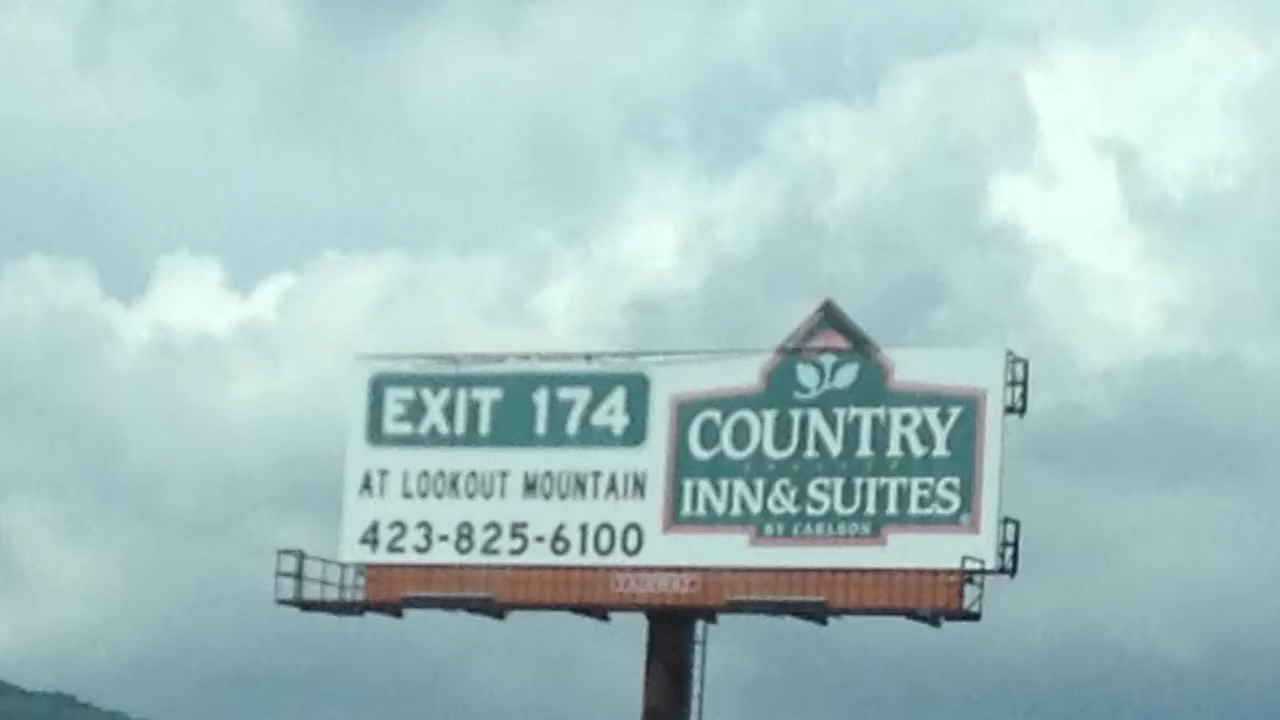 EXIT 174
AT LOOKOUT MOUNTAIN
423-825-6100
COUNTRY
INN & SUITES
BY CARLSON